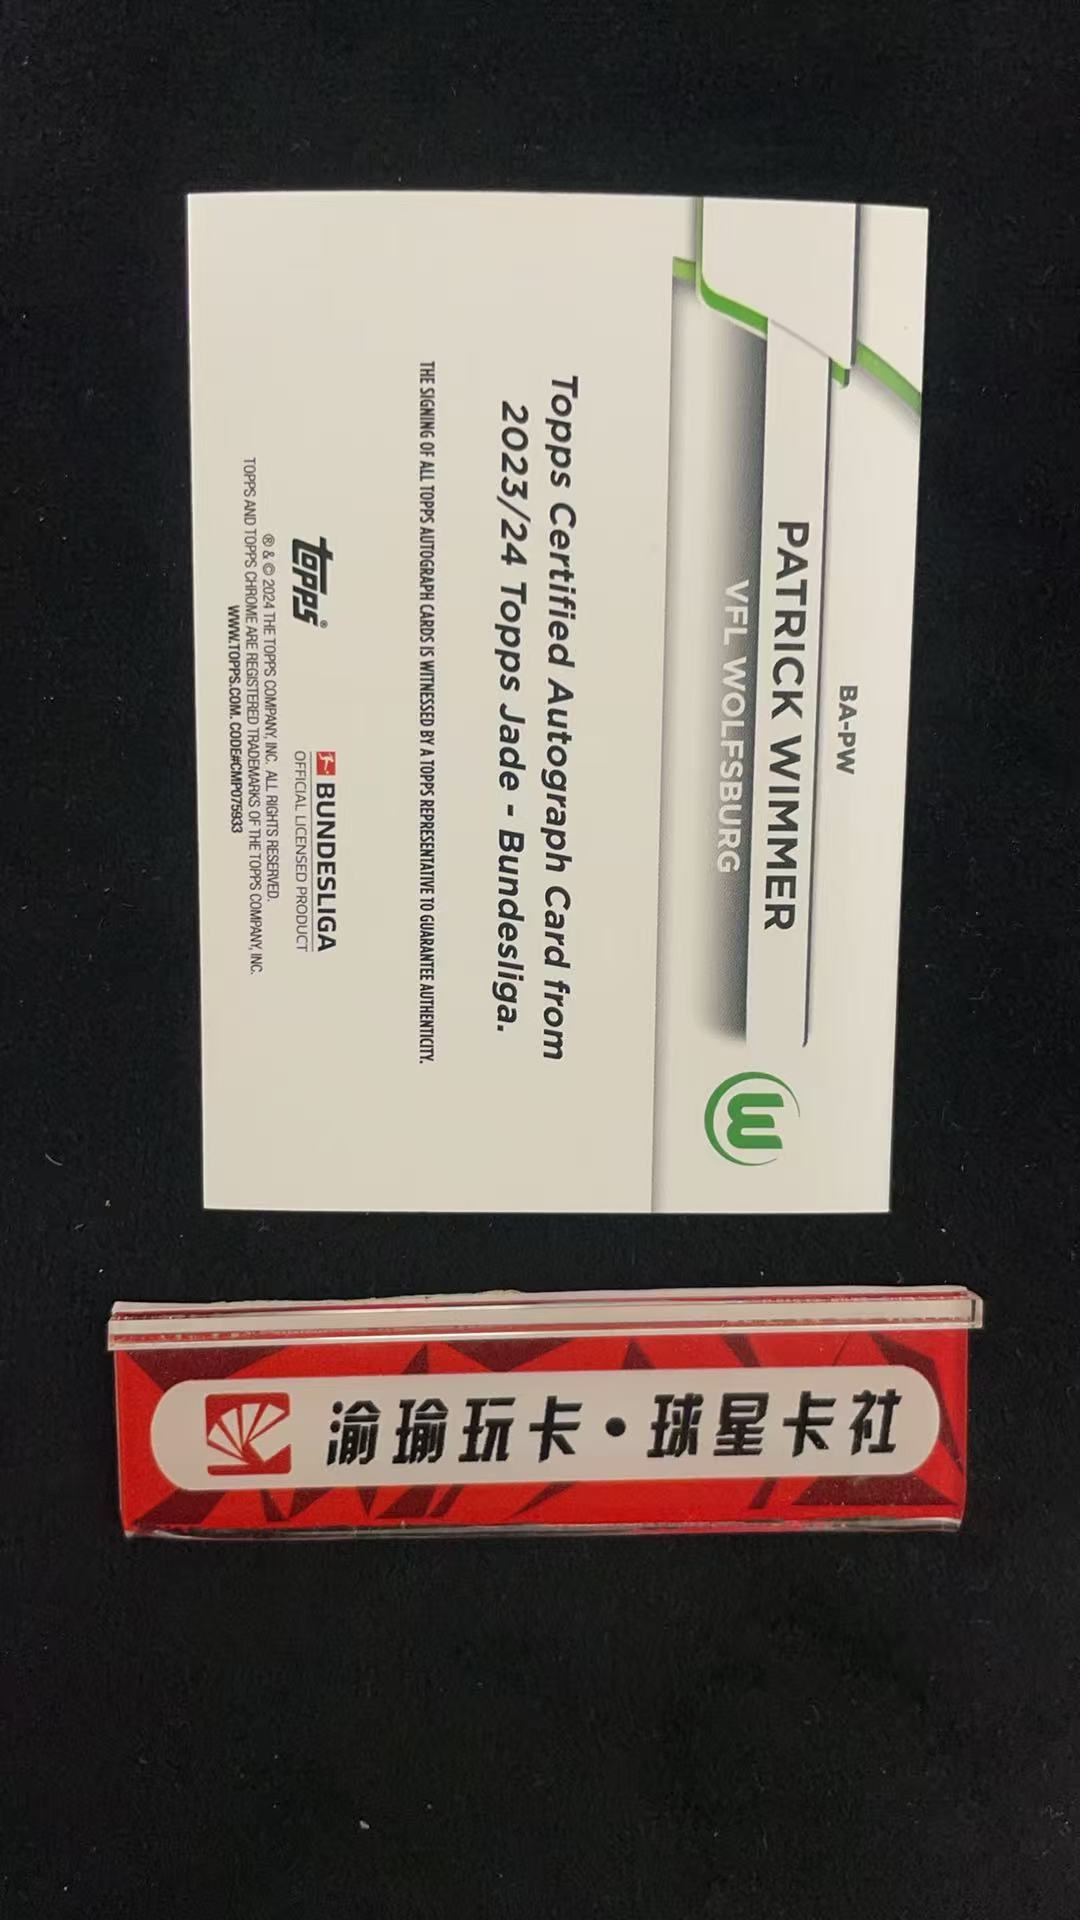 BA-PW
PATRICK WIMMER
VFL WOLFSBURG
W
Topps Certified Autograph Card from
2023/24 Topps Jade - Bundesliga.
THE SIGNING OF ALL TOPPS AUTOGRAPH CARDS IS WITNESSED BY A TOPPS REPRESENTATIVE TO GUARANTEE AUTHENTICITY.
topps®
BUNDESLIGA
OFFICIAL LICENSED PRODUCT
® & © 2024 THE TOPPS COMPANY, INC. ALL RIGHTS RESERVED.
TOPPS AND TOPPS CHROME ARE REGISTERED TRADEMARKS OF THE TOPPS COMPANY, INC.
WWW.TOPPS.COM. CODE#CMP075933
渝瑜玩卡·球星卡社